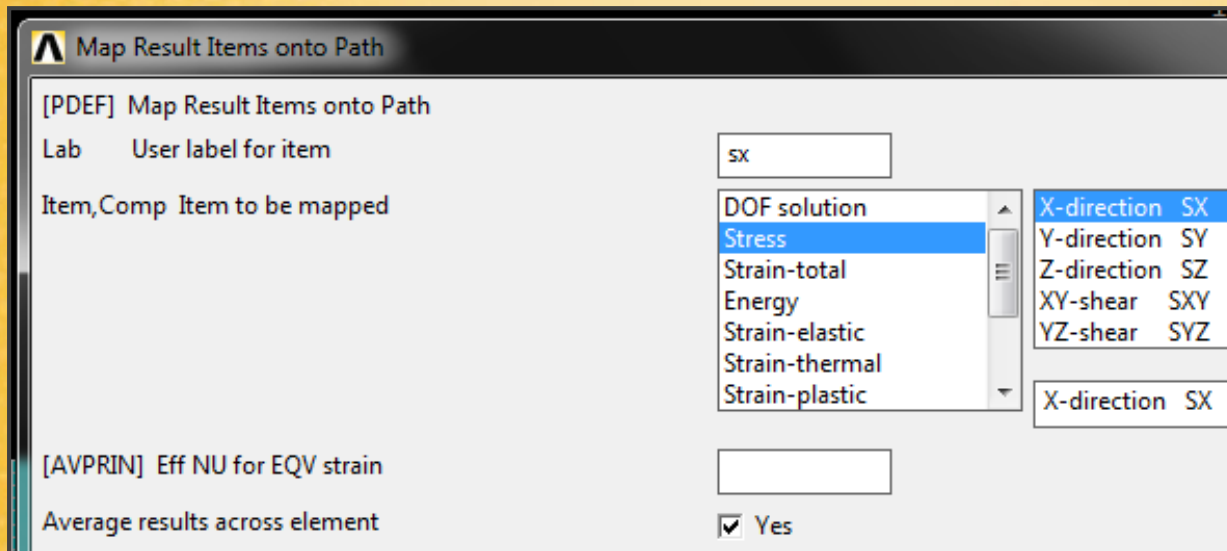 Map Result Items onto Path
[PDEF] Map Result Items onto Path
Lab User label for item
sx
Item,Comp Item to be mapped
DOF solution
Stress
Strain-total
Energy
Strain-elastic
Strain-thermal
Strain-plastic
X-direction SX
Y-direction SY
Z-direction SZ
XY-shear SXY
YZ-shear SYZ
X-direction SX
[AVPRIN] Eff NU for EQV strain
Average results across element
Yes